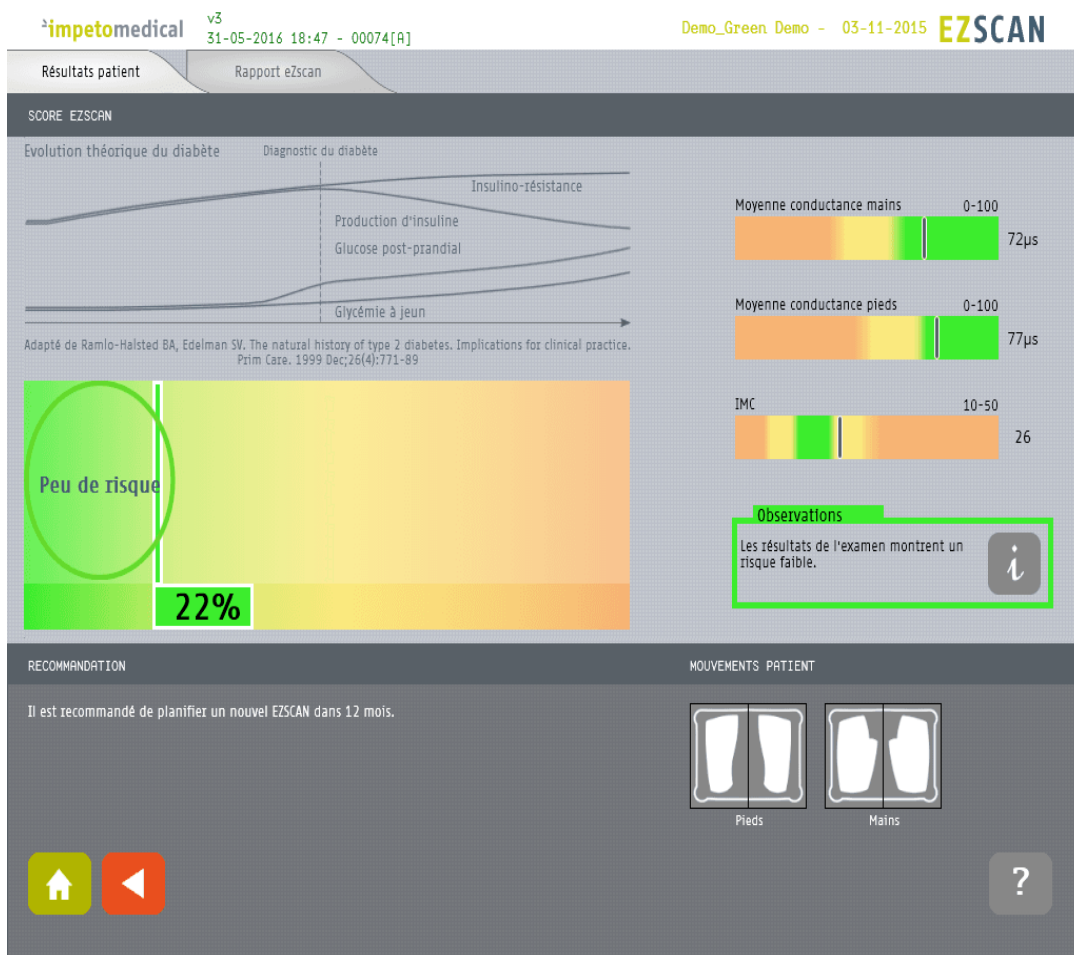 impetomedical
v3
31-05-2016 18:47 - 00074[A]
Demo_Green Demo - 03-11-2015
EZSCAN
Résultats patient
Rapport eZscan
SCORE EZSCAN
Evolution théorique du diabète
Diagnostic du diabète
Insulino-résistance
Production d'insuline
Glucose post-prandial
Glycémie à jeun
Adapté de Ramlo-Halsted BA, Edelman SV. The natural history of type 2 diabetes. Implications for clinical practice.
Prim Care. 1999 Dec;26(4):771-89
Peu de risque
22%
Moyenne conductance mains 0-100
72µs
Moyenne conductance pieds 0-100
77µs
IMC 10-50
26
Observations
Les résultats de l'examen montrent un
risque faible.
i
RECOMMANDATION
Il est recommandé de planifier un nouvel EZSCAN dans 12 mois.
MOUVEMENTS PATIENT
Pieds
Mains
?